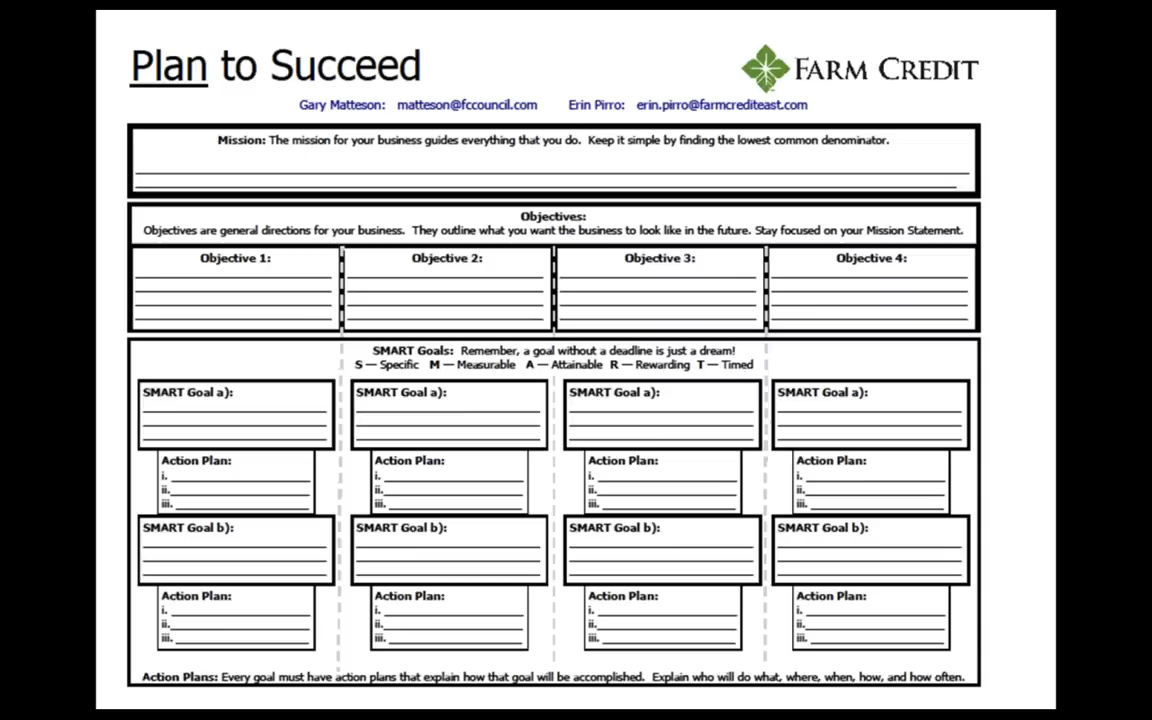 Plan to Succeed
FARM CREDIT
Gary Matteson: matteson@fccouncil.com Erin Pirro: erin.pirro@farmcrediteast.com
Mission: The mission for your business guides everything that you do. Keep it simple by finding the lowest common denominator.
Objectives:
Objectives are general directions for your business. They outline what you want the business to look like in the future. Stay focused on your Mission Statement.
Objective 1: Objective 2: Objective 3: Objective 4:
SMART Goals: Remember, a goal without a deadline is just a dream!
S — Specific M — Measurable A — Attainable R — Rewarding T — Timed
SMART Goal a): SMART Goal a): SMART Goal a): SMART Goal a):
Action Plan: Action Plan: Action Plan: Action Plan:
i. i. i. i.
ii. ii. ii. ii.
iii. iii. iii. iii.
SMART Goal b): SMART Goal b): SMART Goal b): SMART Goal b):
Action Plan: Action Plan: Action Plan: Action Plan:
i. i. i. i.
ii. ii. ii. ii.
iii. iii. iii. iii.
Action Plans: Every goal must have action plans that explain how that goal will be accomplished. Explain who will do what, where, when, how, and how often.